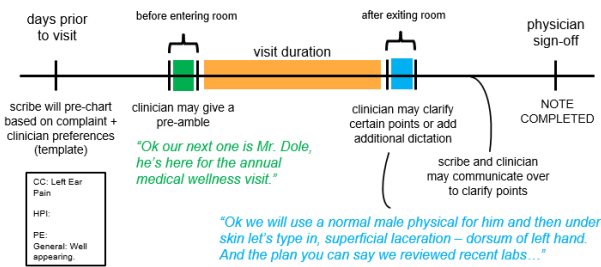 days prior
to visit
before entering room
visit duration
after exiting room
physician
sign-off
scribe will pre-chart
based on complaint +
clinician preferences
(template)
clinician may give a
pre-amble
clinician may clarify
certain points or add
additional dictation
NOTE
COMPLETED
"Ok our next one is Mr. Dole,
he's here for the annual
medical wellness visit."
scribe and clinician
may communicate over
to clarify points
CC: Left Ear
Pain
HPI:
PE:
General: Well
appearing.
"Ok we will use a normal male physical for him and then under
skin let's type in, superficial laceration – dorsum of left hand.
And the plan you can say we reviewed recent labs…"